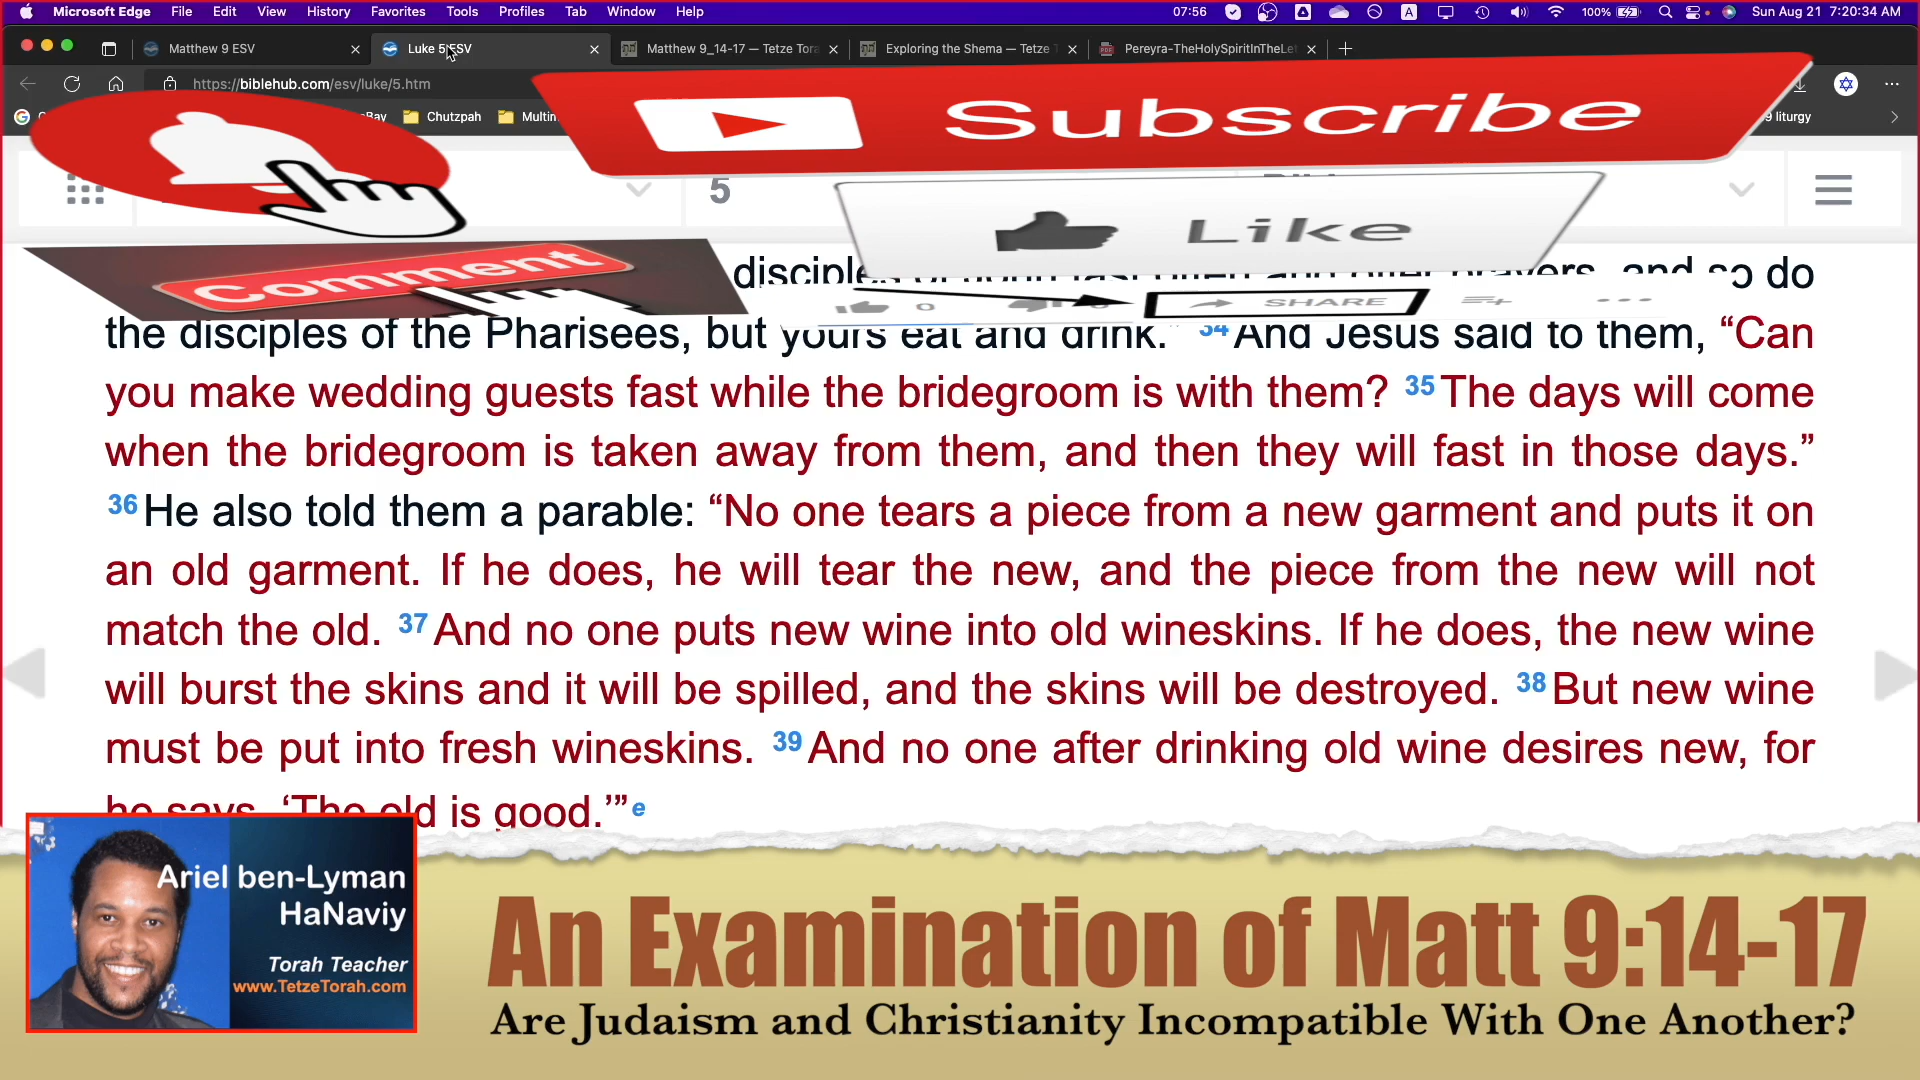 Microsoft Edge File Edit View History Favorites Tools Profiles Tab Window Help 07:56 A 100% Sun Aug 21 7:20:34 AM
Matthew 9 ESV
Luke 5 ESV
Matthew 9_14-17 — Tetze Tora
Exploring the Shema — Tetze T
Pereyra-TheHolySpiritInTheLet
https://biblehub.com/esv/luke/5.htm
Subscribe
Chutzpah
9 liturgy
5
Like
Comment
SHARE
0
so do
the disciples of the Pharisees, but yours eat and drink.” 34 And Jesus said to them, “Can
you make wedding guests fast while the bridegroom is with them? 35 The days will come
when the bridegroom is taken away from them, and then they will fast in those days.”
36 He also told them a parable: “No one tears a piece from a new garment and puts it on
an old garment. If he does, he will tear the new, and the piece from the new will not
match the old. 37 And no one puts new wine into old wineskins. If he does, the new wine
will burst the skins and it will be spilled, and the skins will be destroyed. 38 But new wine
must be put into fresh wineskins. 39 And no one after drinking old wine desires new, for
he says, ‘The old is good.’” e
Ariel ben-Lyman
HaNaviy
Torah Teacher
www.TetzeTorah.com
An Examination of Matt 9:14-17
Are Judaism and Christianity Incompatible With One Another?